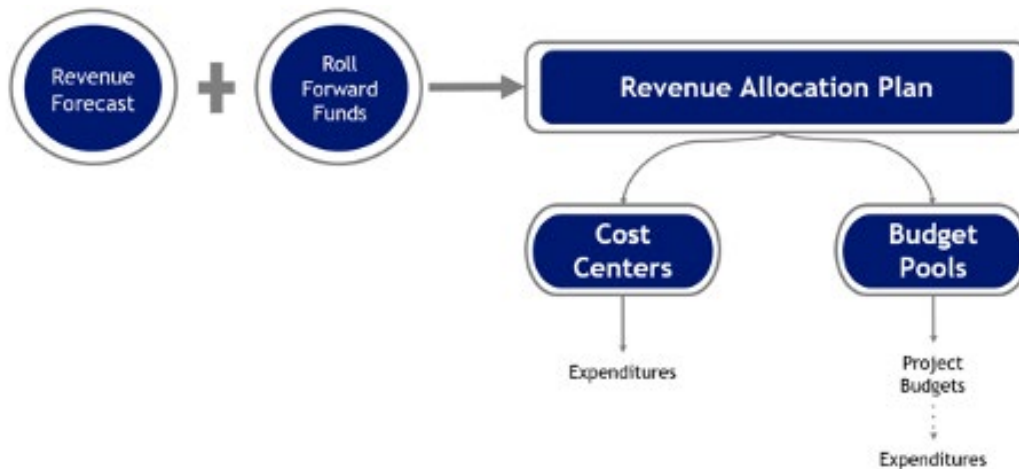 Revenue
Forecast
Roll
Forward
Funds
Revenue Allocation Plan
Cost
Centers
Budget
Pools
Expenditures
Project
Budgets
Expenditures